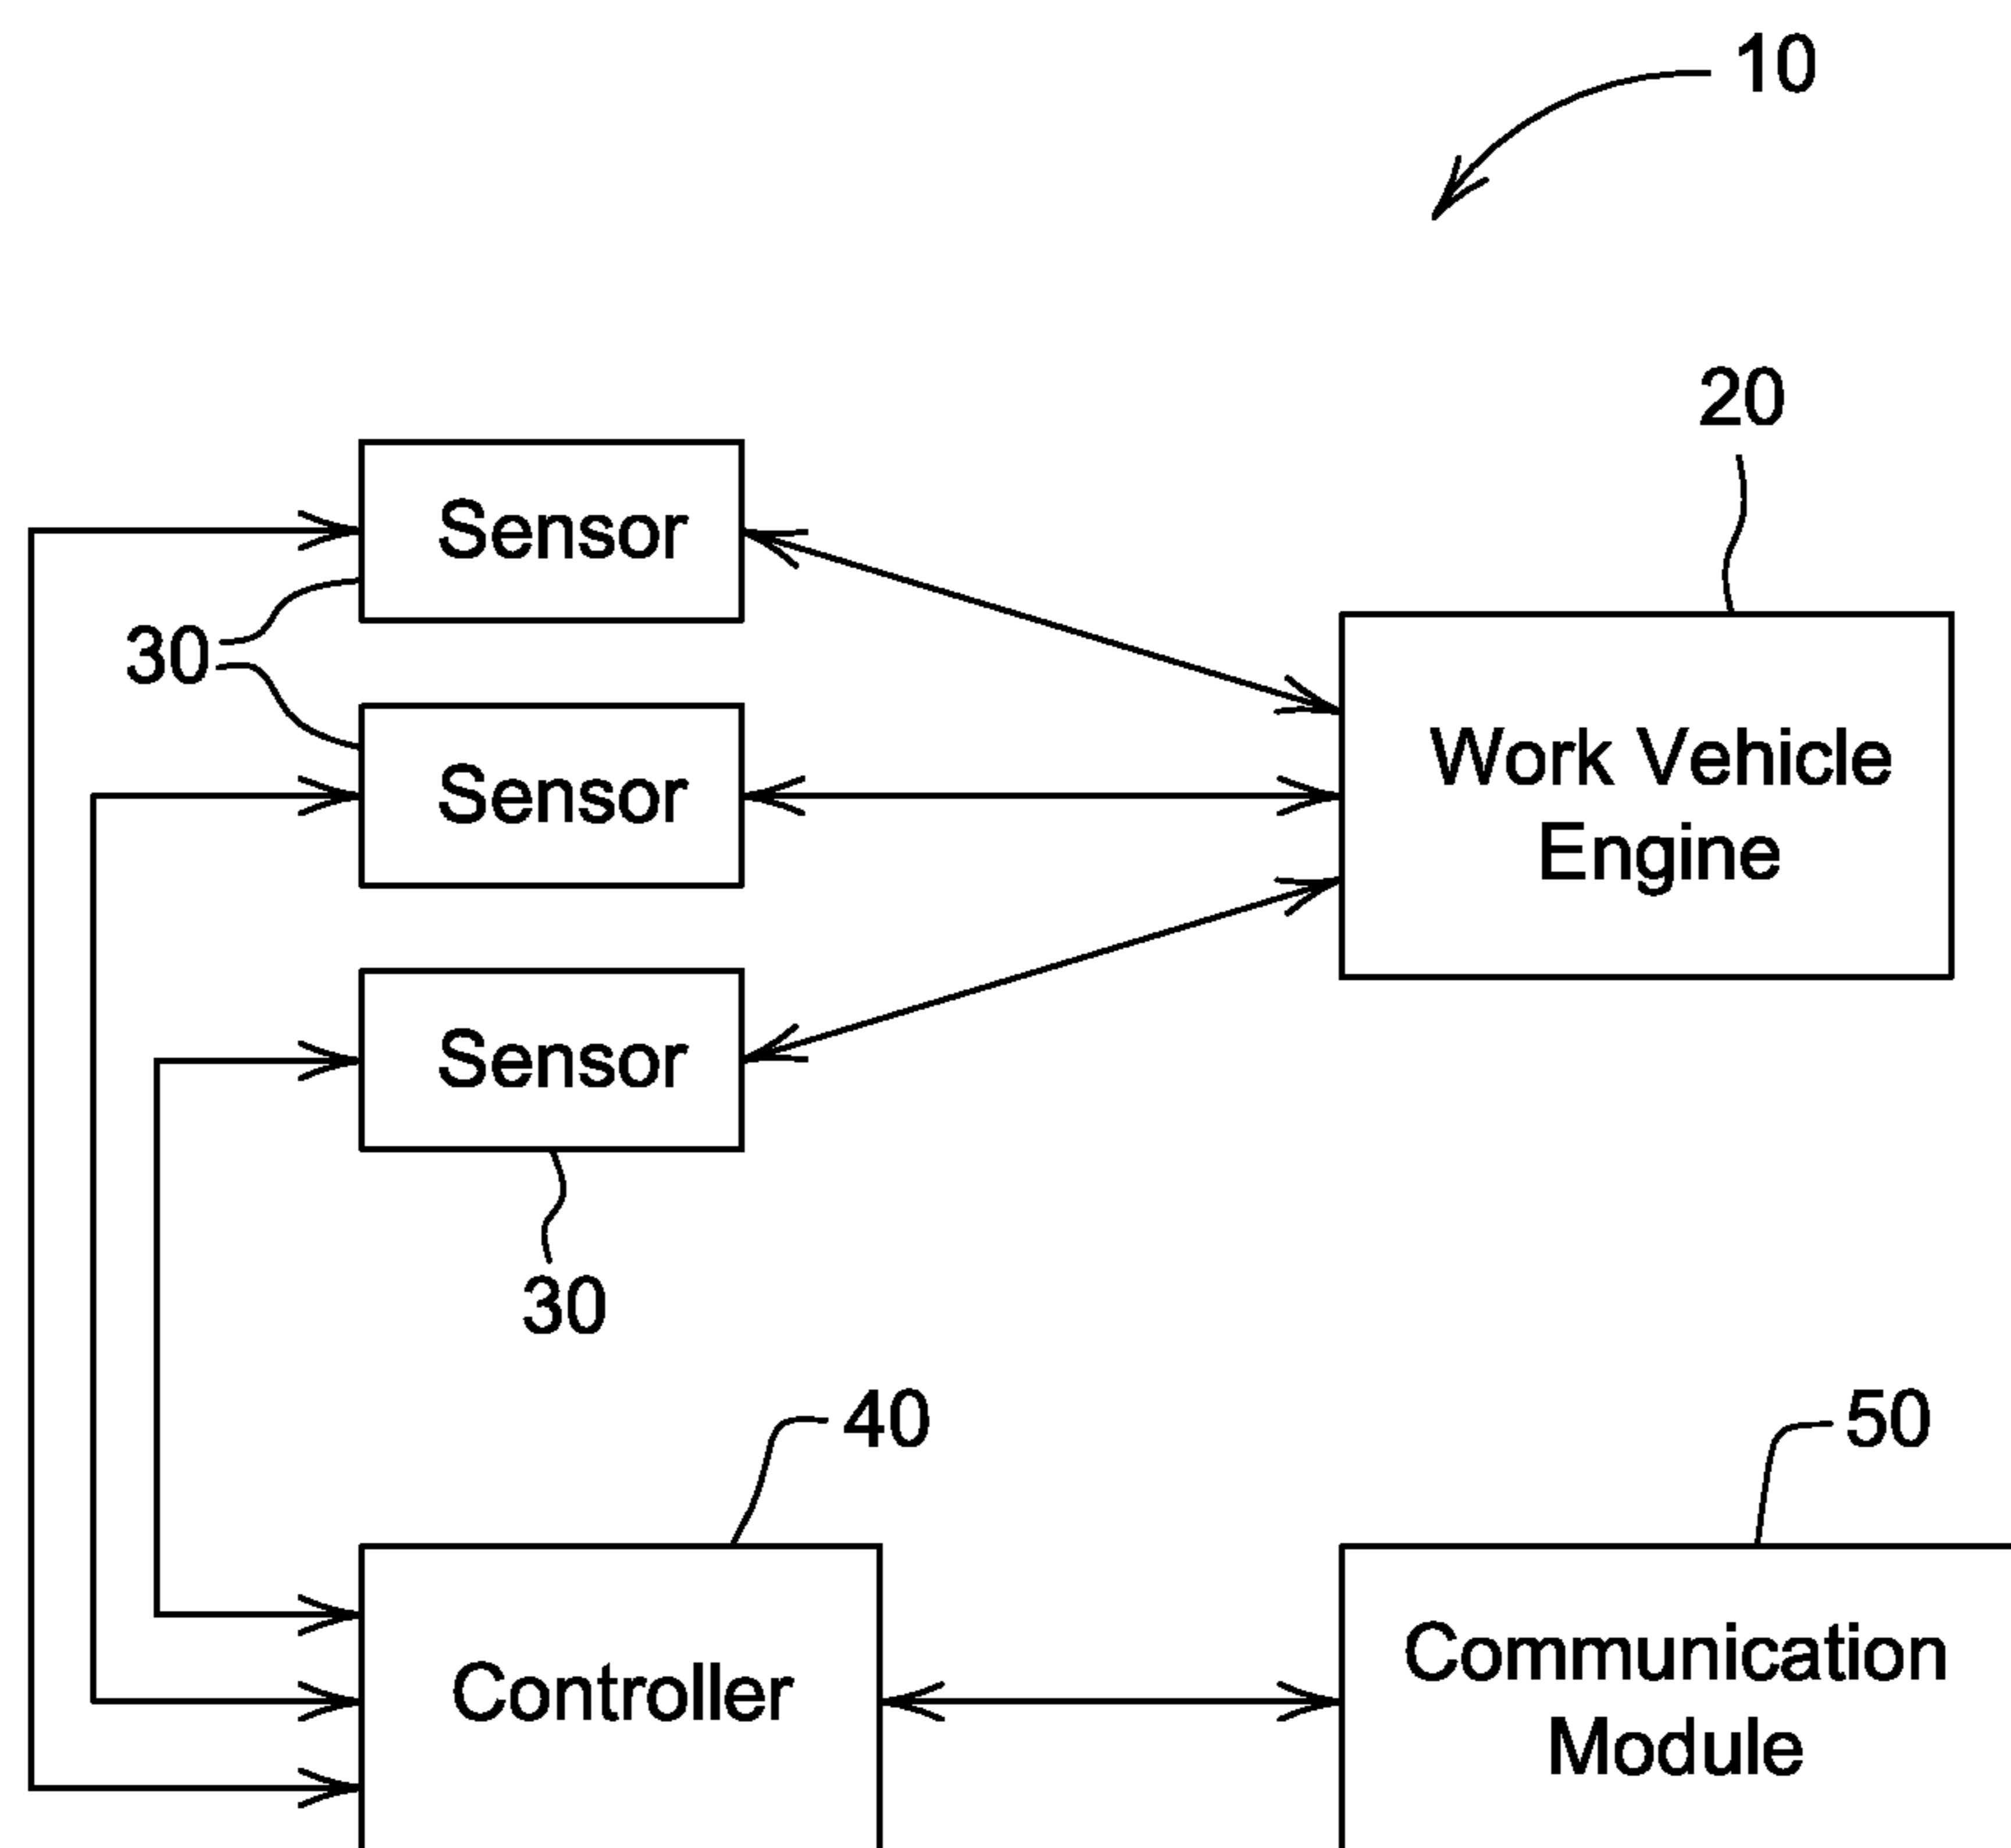 10
20
Sensor
30
Work Vehicle
Engine
Sensor
Sensor
30
40
50
Controller
Communication
Module